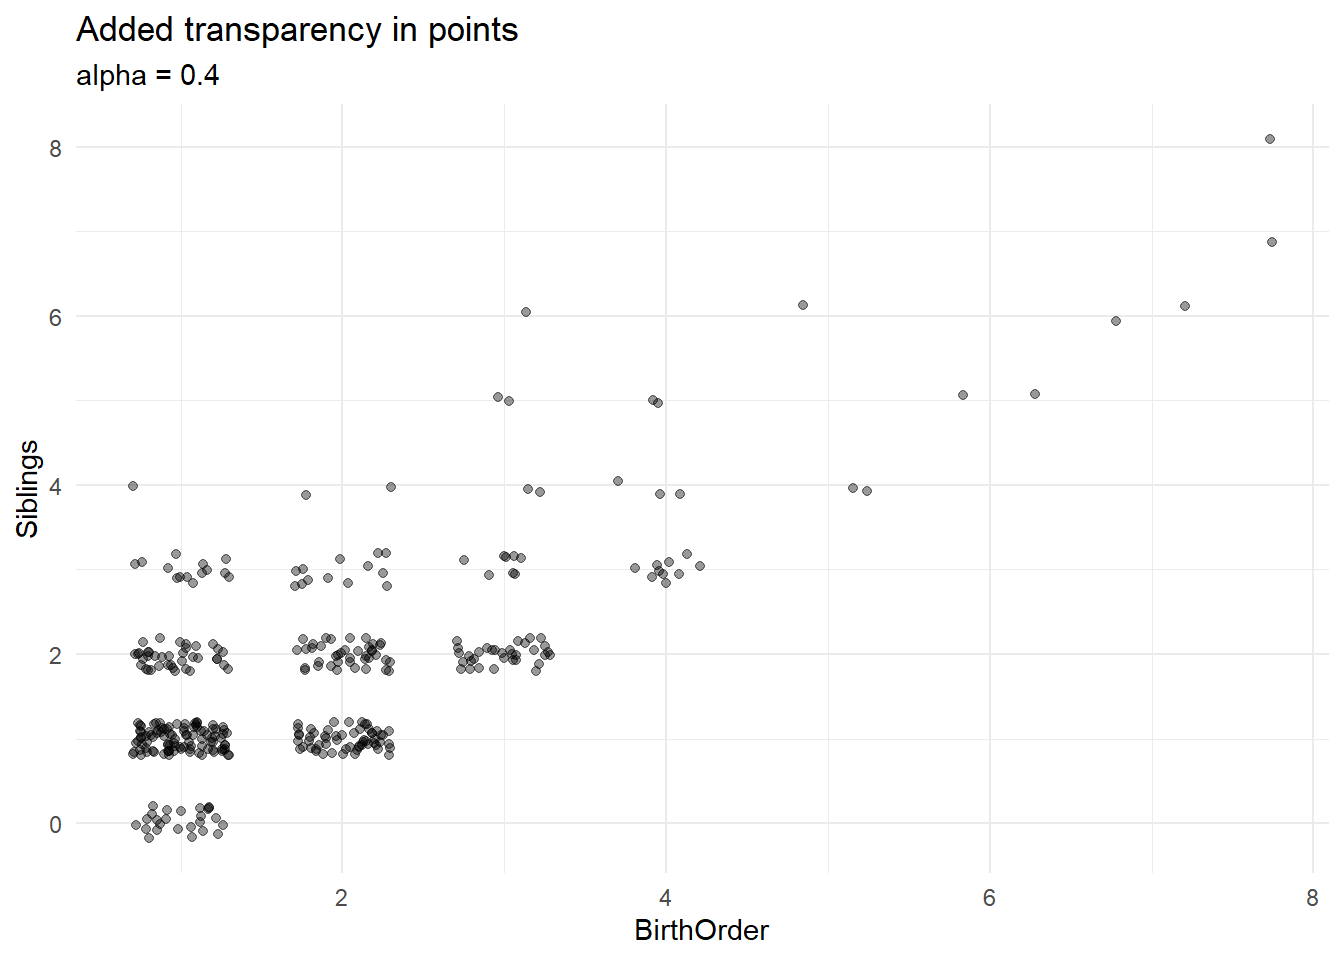 Added transparency in points
alpha = 0.4
8
6
4
2
0
Siblings
2 4 6 8
BirthOrder